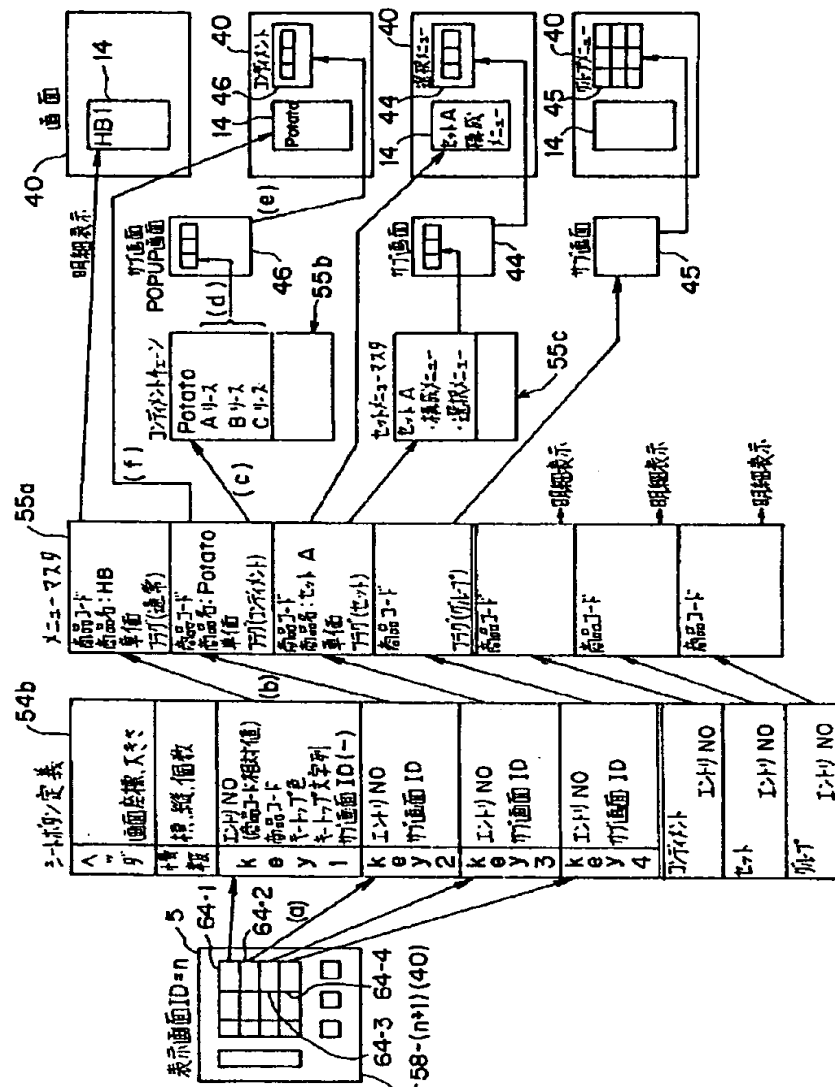 表示画面ID=n
5
64-1
64-2
64-3
64-4
58-(n+1)(40)
(a)
シートボタン定義
54b
ヘッダ
画面座標、大きさ
情報
横、縦、個数
key1
エントリNO
(商品コード相対値)
商品コード
キートップ色
キートップ文字列
サブ画面ID(-)
key2
エントリNO
サブ画面ID
key3
エントリNO
サブ画面ID
key4
エントリNO
サブ画面ID
コンディメント
エントリNO
セット
エントリNO
グループ
エントリNO
(b)
メニューマスタ
55a
商品コード
商品名:HB
単価
フラグ(通常)
商品コード
商品名:Potato
単価
フラグ(コンディメント)
商品コード
商品名:セットA
単価
フラグ(セット)
商品コード
フラグ(グループ)
商品コード
商品コード
商品コード
明細表示
明細表示
明細表示
(f)
(c)
コンディメントチェーン
Potato
Aソース
Bソース
Cソース
55b
(d)
セットメニューマスタ
セットA
・構成メニュー
・選択メニュー
55c
明細表示
サブ画面
POPUP画面
46
(e)
サブ画面
44
サブ画面
45
画面
40
14
HB1
40
46
コンディメント
14
Potato
40
選択メニュー
44
14
セットA
構成・
メニュー
40
グループメニュー
45
14